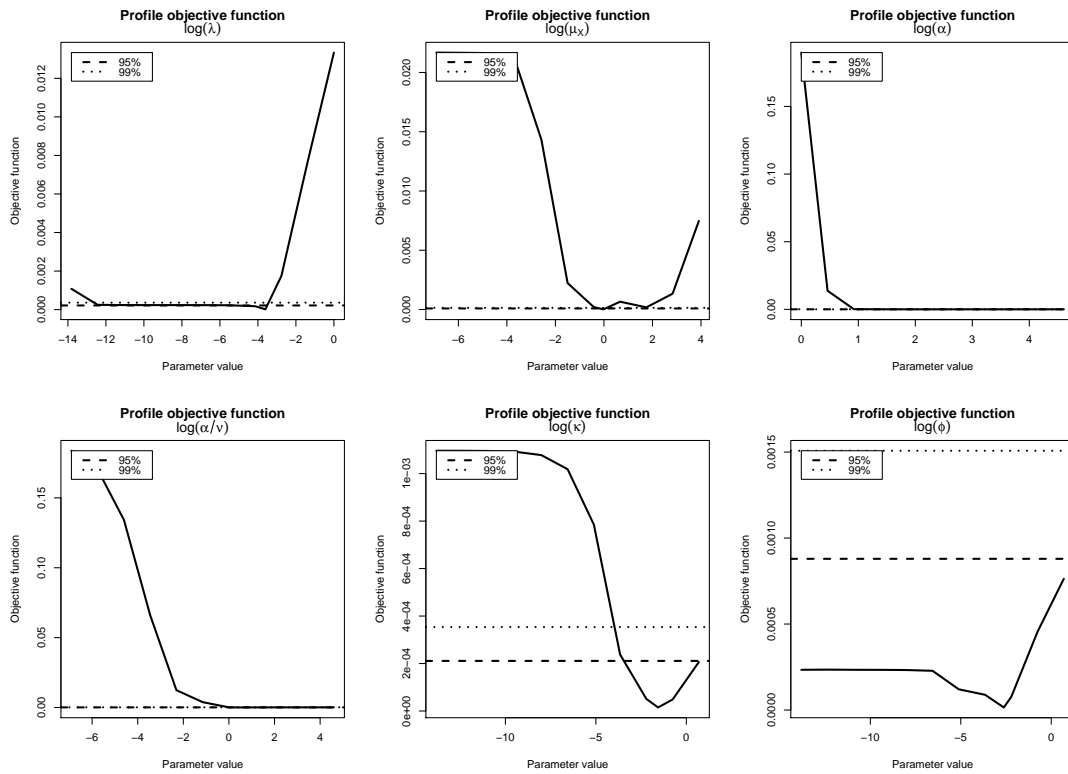 Profile objective function
log(λ)
95%
99%
Objective function
0.000 0.002 0.004 0.006 0.008 0.010 0.012
−14 −12 −10 −8 −6 −4 −2 0
Parameter value
Profile objective function
log(μX)
95%
99%
Objective function
0.000 0.005 0.010 0.015 0.020
−6 −4 −2 0 2 4
Parameter value
Profile objective function
log(α)
95%
99%
Objective function
0.00 0.05 0.10 0.15
0 1 2 3 4
Parameter value
Profile objective function
log(α/ν)
95%
99%
Objective function
0.00 0.05 0.10 0.15
−6 −4 −2 0 2 4
Parameter value
Profile objective function
log(κ)
95%
99%
Objective function
0e+00 2e−04 4e−04 6e−04 8e−04 1e−03
−10 −5 0
Parameter value
Profile objective function
log(ϕ)
95%
99%
Objective function
0.0000 0.0005 0.0010 0.0015
−10 −5 0
Parameter value